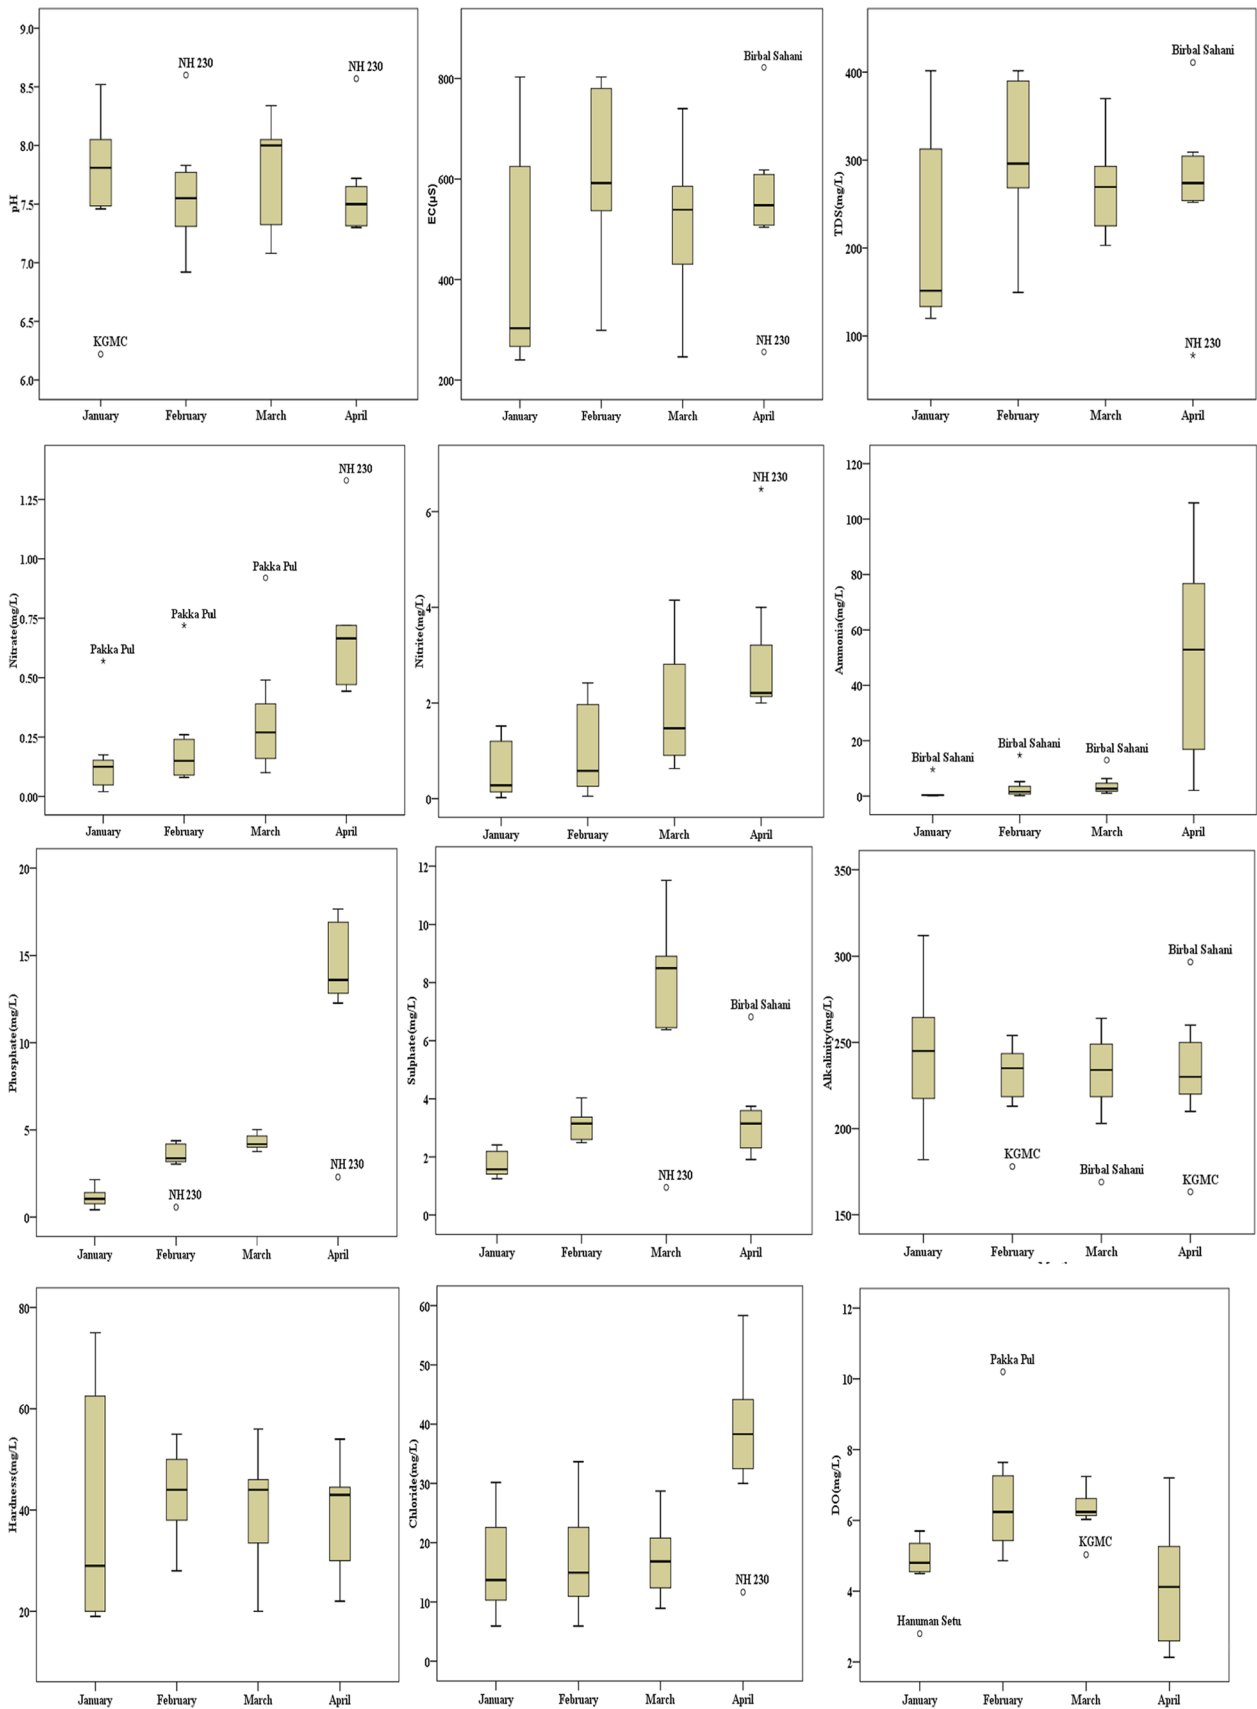 pH
9.0
8.5
8.0
7.5
7.0
6.5
6.0
NH 230
NH 230
KGMC
January February March April
EC(µS)
800
600
400
200
Birbal Sahani
NH 230
January February March April
TDS(mg/L)
400
300
200
100
Birbal Sahani
NH 230
January February March April
Nitrate(mg/L)
1.25
1.00
0.75
0.50
0.25
0.00
NH 230
Pakka Pul
Pakka Pul
Pakka Pul
January February March April
Nitrite(mg/L)
6
4
2
0
NH 230
January February March April
Ammonia(mg/L)
120
100
80
60
40
20
0
Birbal Sahani
Birbal Sahani
Birbal Sahani
January February March April
Phosphate(mg/L)
20
15
10
5
0
NH 230
NH 230
January February March April
Sulphate(mg/L)
12
10
8
6
4
2
0
Birbal Sahani
NH 230
January February March April
Alkalinity(mg/L)
350
300
250
200
150
Birbal Sahani
KGMC
Birbal Sahani
KGMC
January February March April
Hardness(mg/L)
80
60
40
20
January February March April
Chloride(mg/L)
60
50
40
30
20
10
0
NH 230
January February March April
DO(mg/L)
12
10
8
6
4
2
Pakka Pul
KGMC
Hanuman Setu
January February March April